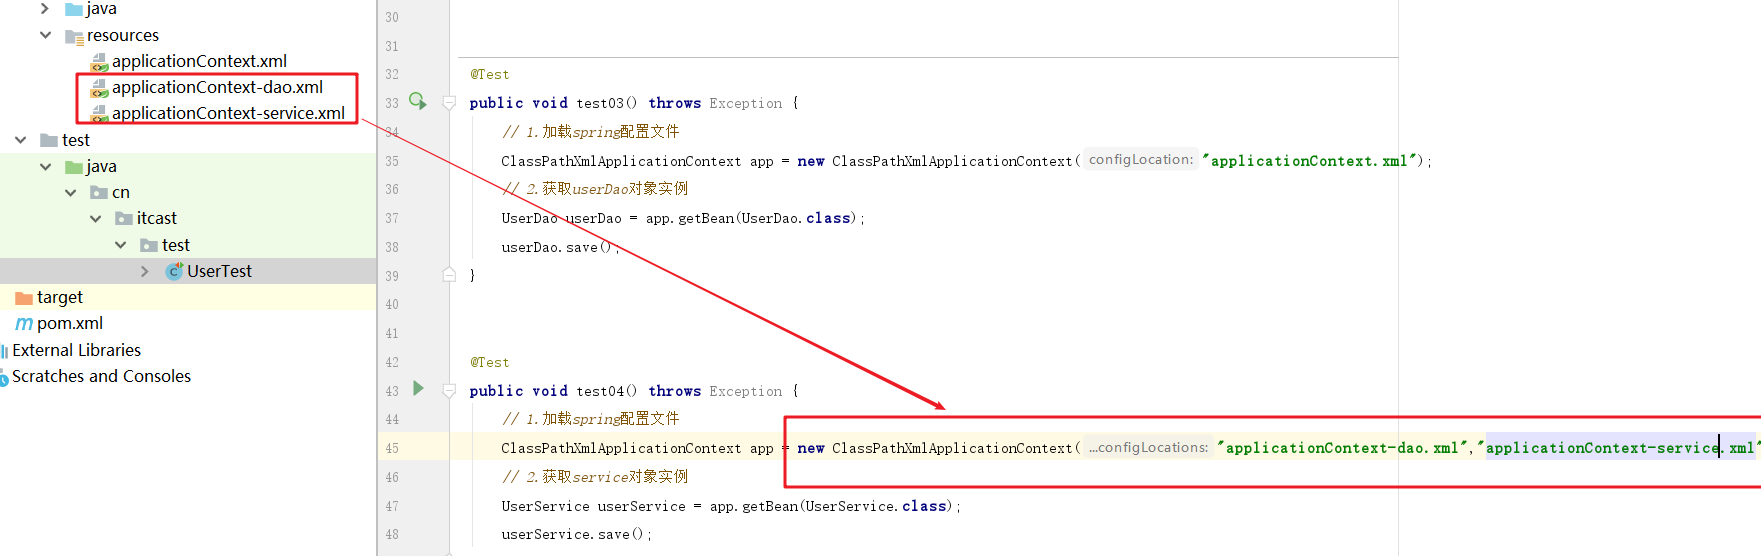 java
resources
applicationContext.xml
applicationContext-dao.xml
applicationContext-service.xml
test
java
cn
itcast
test
UserTest
target
pom.xml
External Libraries
Scratches and Consoles
30
31
32 @Test
33 public void test03() throws Exception {
34 // 1.加载spring配置文件
35 ClassPathXmlApplicationContext app = new ClassPathXmlApplicationContext( configLocation: "applicationContext.xml");
36 // 2.获取userDao对象实例
37 UserDao userDao = app.getBean(UserDao.class);
38 userDao.save();
39 }
40
41
42 @Test
43 public void test04() throws Exception {
44 // 1.加载spring配置文件
45 ClassPathXmlApplicationContext app = new ClassPathXmlApplicationContext( ...configLocations: "applicationContext-dao.xml","applicationContext-service.xml"
46 // 2.获取service对象实例
47 UserService userService = app.getBean(UserService.class);
48 userService.save();